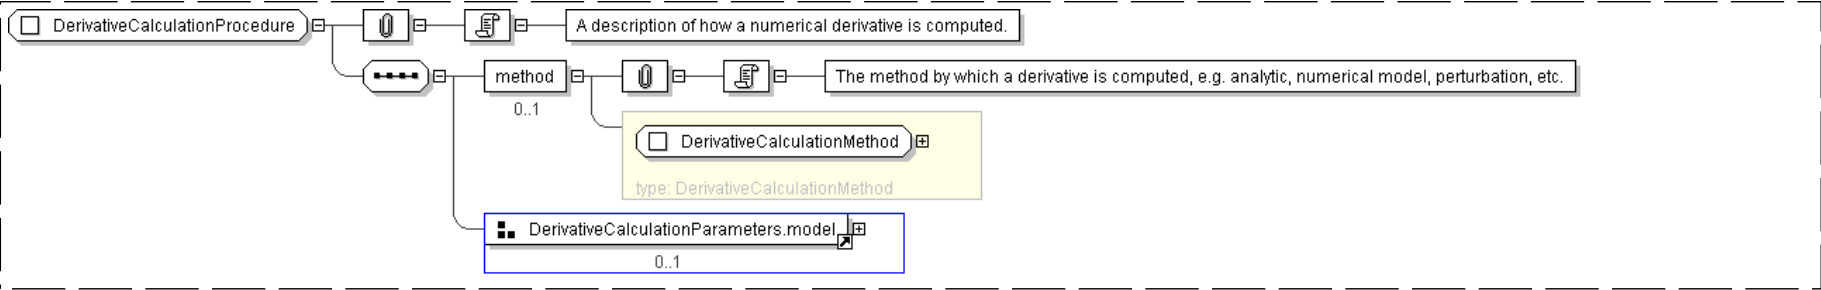 DerivativeCalculationProcedure
A description of how a numerical derivative is computed.
method
The method by which a derivative is computed, e.g. analytic, numerical model, perturbation, etc.
0..1
DerivativeCalculationMethod
type: DerivativeCalculationMethod
DerivativeCalculationParameters.model
0..1